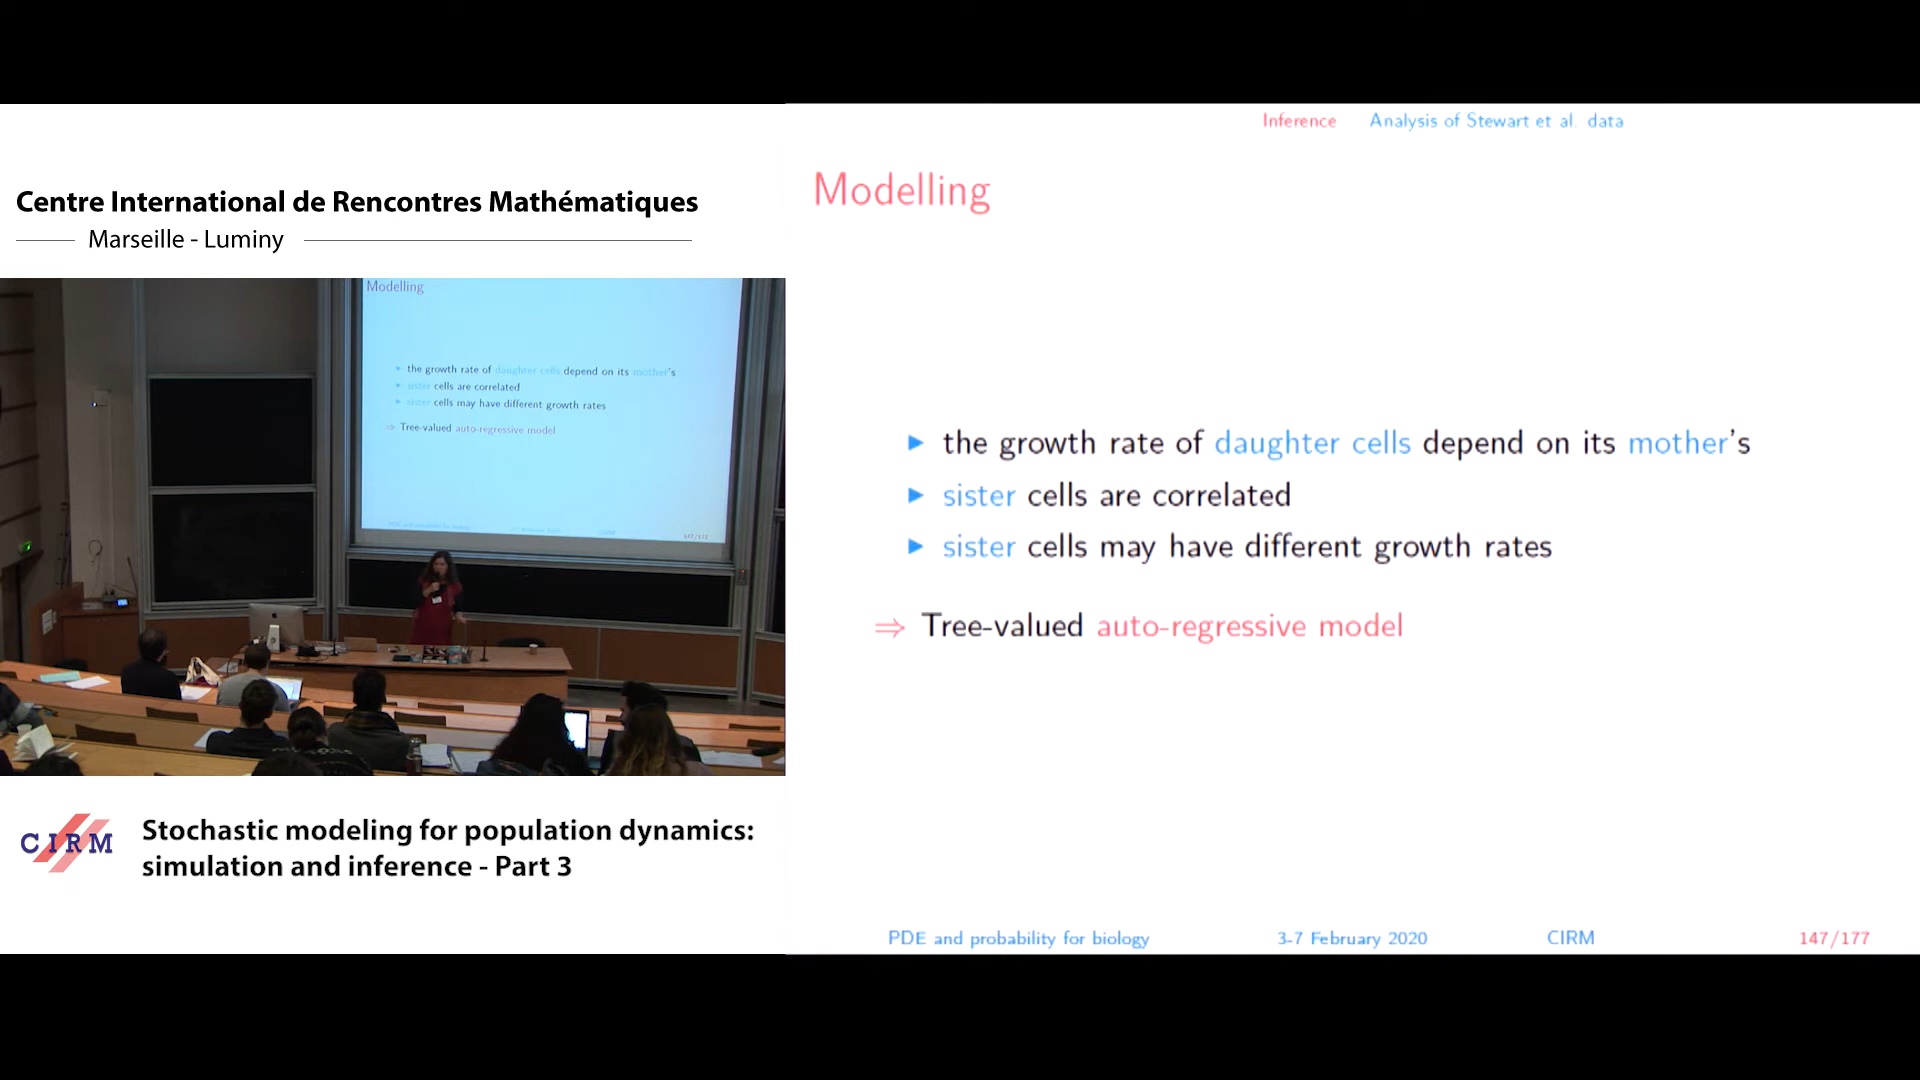 Centre International de Rencontres Mathématiques
Marseille - Luminy
Modelling
the growth rate of daughter cells depend on its mother's
sister cells are correlated
sister cells may have different growth rates
⇒ Tree-valued auto-regressive model
147/177
CIRM
Stochastic modeling for population dynamics:
simulation and inference - Part 3
Inference Analysis of Stewart et al. data
Modelling
▶ the growth rate of daughter cells depend on its mother's
▶ sister cells are correlated
▶ sister cells may have different growth rates
⇒ Tree-valued auto-regressive model
PDE and probability for biology 3-7 February 2020 CIRM 147/177